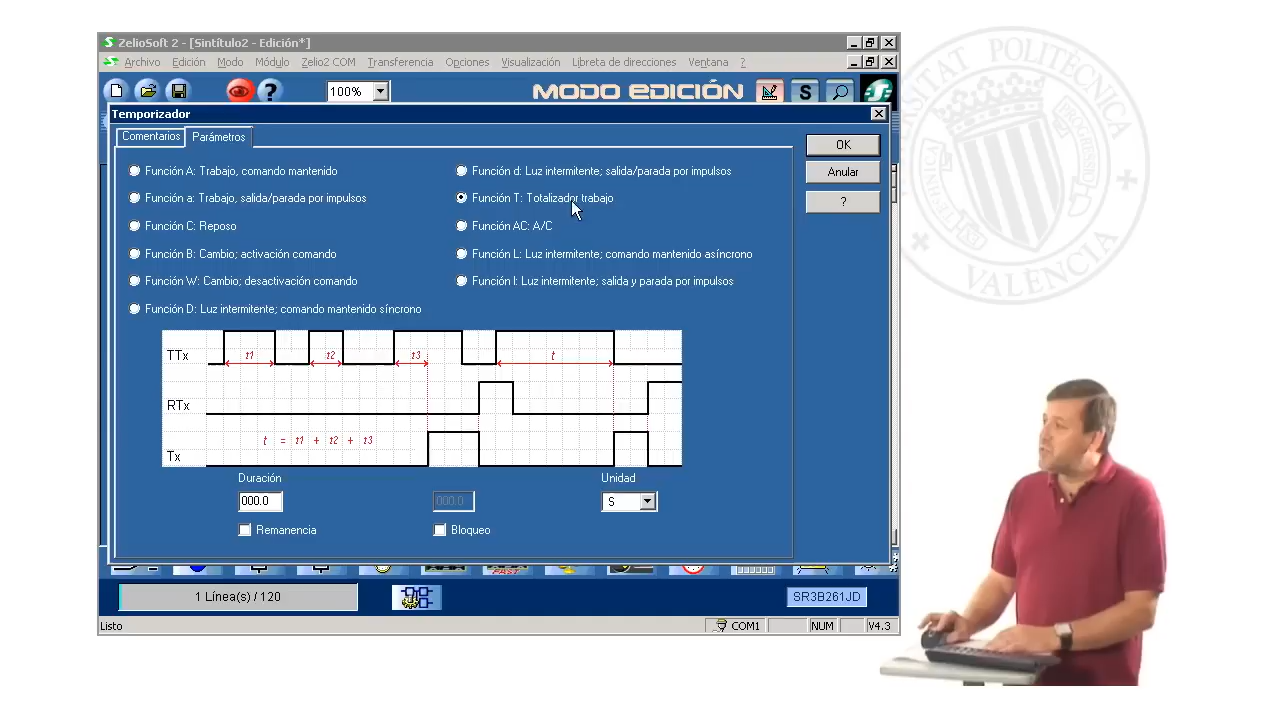 ZelioSoft 2 - [Sintítulo2 - Edición*]
Archivo Edición Modo Módulo Zelio2 COM Transferencia Opciones Visualización Libreta de direcciones Ventana ?
100% MODO EDICIÓN S
Temporizador
Comentarios Parámetros
OK
Anular
?
Función A: Trabajo, comando mantenido
Función a: Trabajo, salida/parada por impulsos
Función C: Reposo
Función B: Cambio; activación comando
Función W: Cambio; desactivación comando
Función D: Luz intermitente; comando mantenido síncrono
Función d: Luz intermitente; salida/parada por impulsos
Función T: Totalizador trabajo
Función AC: A/C
Función L: Luz intermitente; comando mantenido asíncrono
Función l: Luz intermitente; salida y parada por impulsos
TTx t1 t2 t3 t
RTx
t = t1 + t2 + t3
Tx
Duración Unidad
000.0 000.0 S
Remanencia Bloqueo
FAST
1 Línea(s) / 120 SR3B261JD
Listo COM1 NUM V4.3
POLITÈCNICA
VALÈNCIA